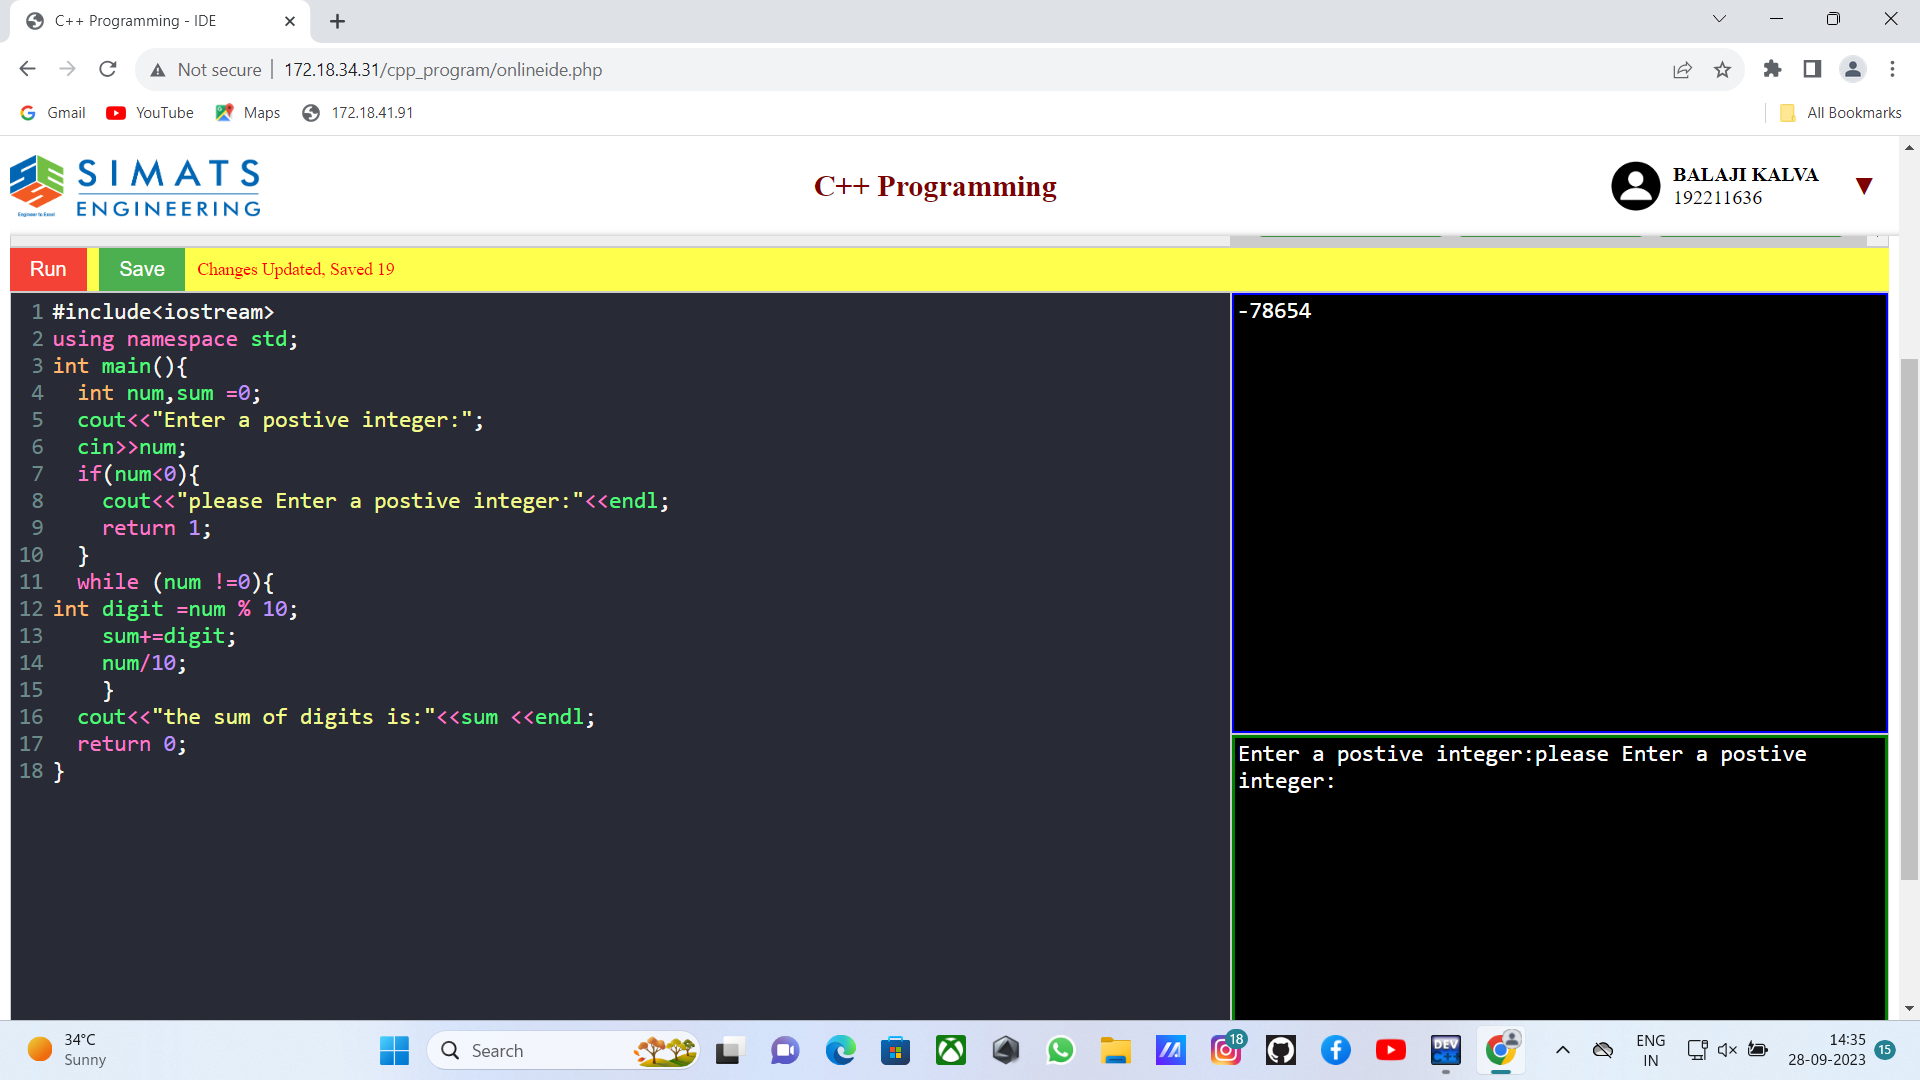 C++ Programming - IDE
Not secure
172.18.34.31/cpp_program/onlineide.php
Gmail
YouTube
Maps
172.18.41.91
All Bookmarks
SIMATS
ENGINEERING
Engineer to Excel
C++ Programming
BALAJI KALVA
192211636
Run
Save
Changes Updated, Saved 19
1 #include<iostream>
2 using namespace std;
3 int main(){
4   int num,sum =0;
5   cout<<"Enter a postive integer:";
6   cin>>num;
7   if(num<0){
8     cout<<"please Enter a postive integer:"<<endl;
9     return 1;
10   }
11   while (num !=0){
12 int digit =num % 10;
13     sum+=digit;
14     num/10;
15     }
16   cout<<"the sum of digits is:"<<sum <<endl;
17   return 0;
18 }
-78654
Enter a postive integer:please Enter a postive
integer:
34°C
Sunny
Search
18
DEV
C++
ENG
IN
14:35
28-09-2023
15